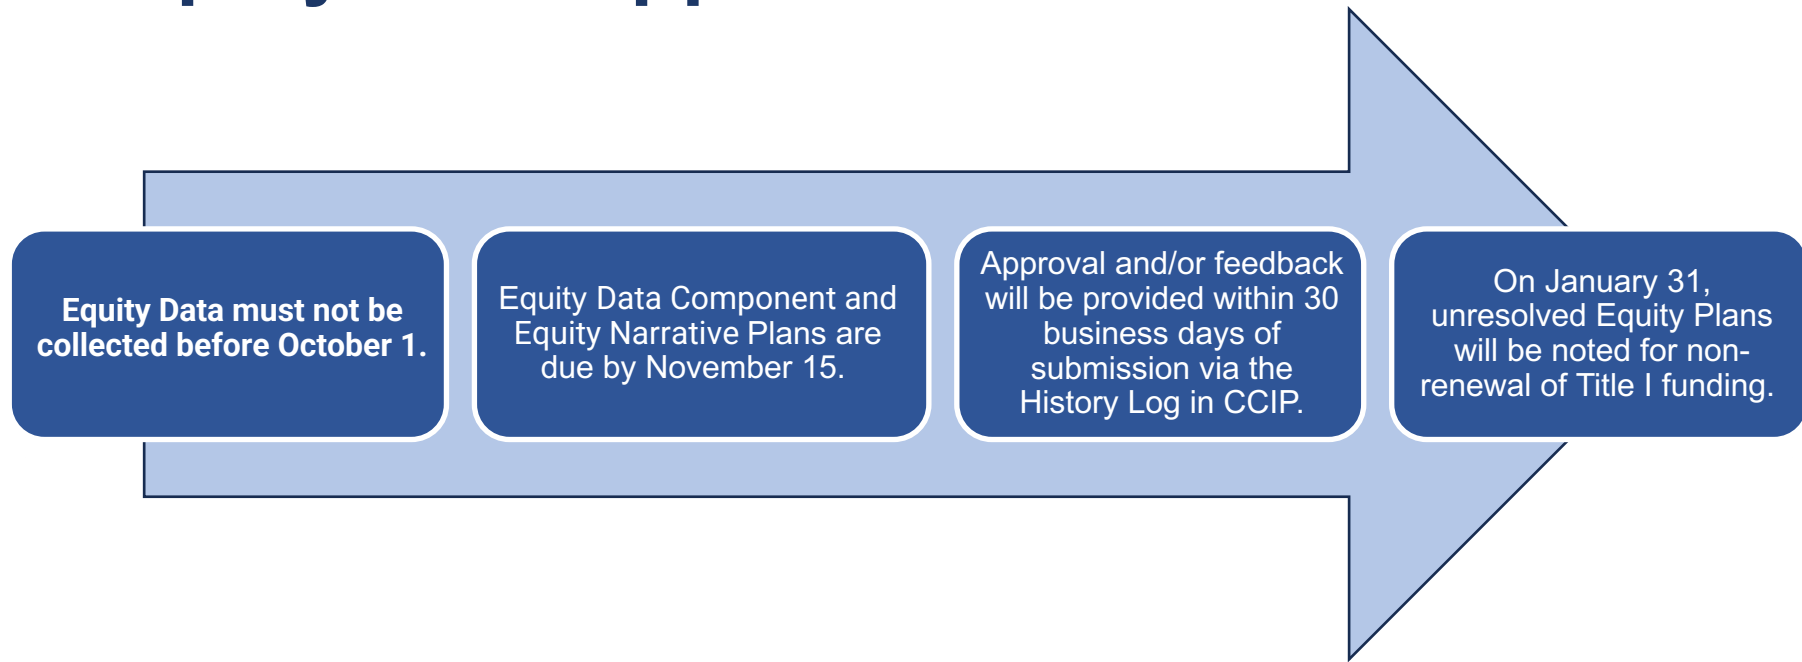 Equity Data must not be
collected before October 1.
Equity Data Component and
Equity Narrative Plans are
due by November 15.
Approval and/or feedback
will be provided within 30
business days of
submission via the
History Log in CCIP.
On January 31,
unresolved Equity Plans
will be noted for non-
renewal of Title I funding.